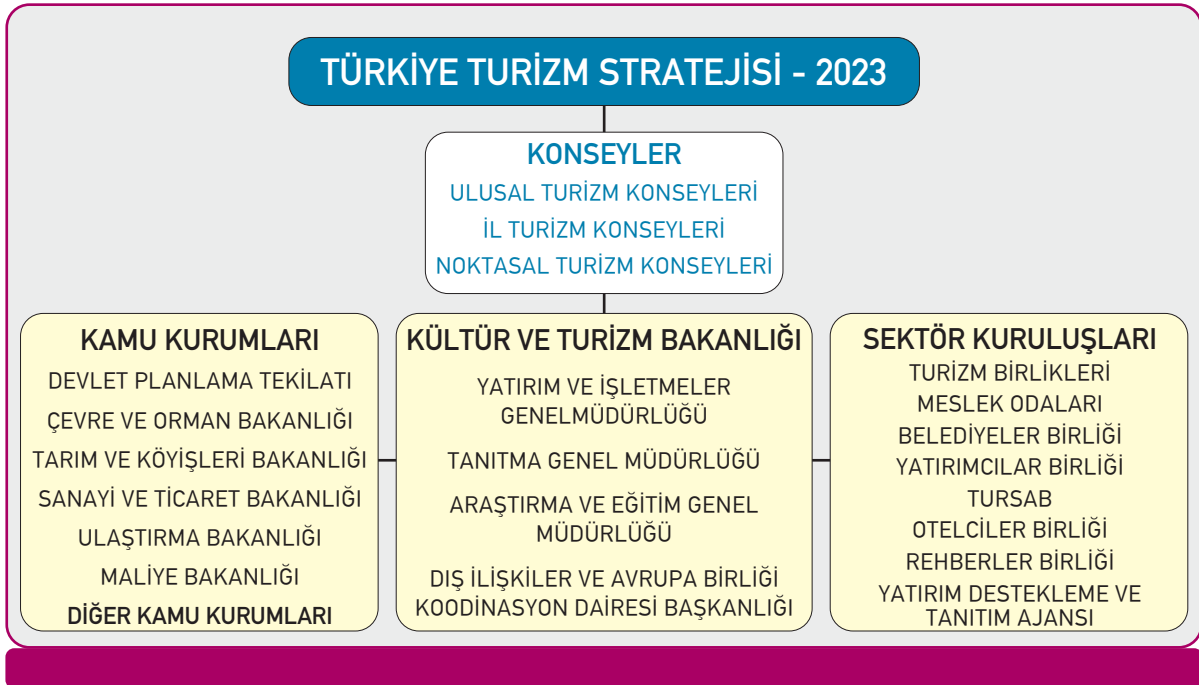 TÜRKİYE TURİZM STRATEJİSİ - 2023
KONSEYLER
ULUSAL TURİZM KONSEYLERİ
İL TURİZM KONSEYLERİ
NOKTASAL TURİZM KONSEYLERİ
KAMU KURUMLARI
DEVLET PLANLAMA TEKİLATI
ÇEVRE VE ORMAN BAKANLIĞI
TARIM VE KÖYİŞLERİ BAKANLIĞI
SANAYİ VE TİCARET BAKANLIĞI
ULAŞTIRMA BAKANLIĞI
MALİYE BAKANLIĞI
DİĞER KAMU KURUMLARI
KÜLTÜR VE TURİZM BAKANLIĞI
YATIRIM VE İŞLETMELER
GENELMÜDÜRLÜĞÜ
TANITMA GENEL MÜDÜRLÜĞÜ
ARAŞTIRMA VE EĞİTİM GENEL
MÜDÜRLÜĞÜ
DIŞ İLİŞKİLER VE AVRUPA BİRLİĞİ
KOODİNASYON DAİRESİ BAŞKANLIĞI
SEKTÖR KURULUŞLARI
TURİZM BİRLİKLERİ
MESLEK ODALARI
BELEDİYELER BİRLİĞİ
YATIRIMCILAR BİRLİĞİ
TURSAB
OTELCİLER BİRLİĞİ
REHBERLER BİRLİĞİ
YATIRIM DESTEKLEME VE
TANITIM AJANSI